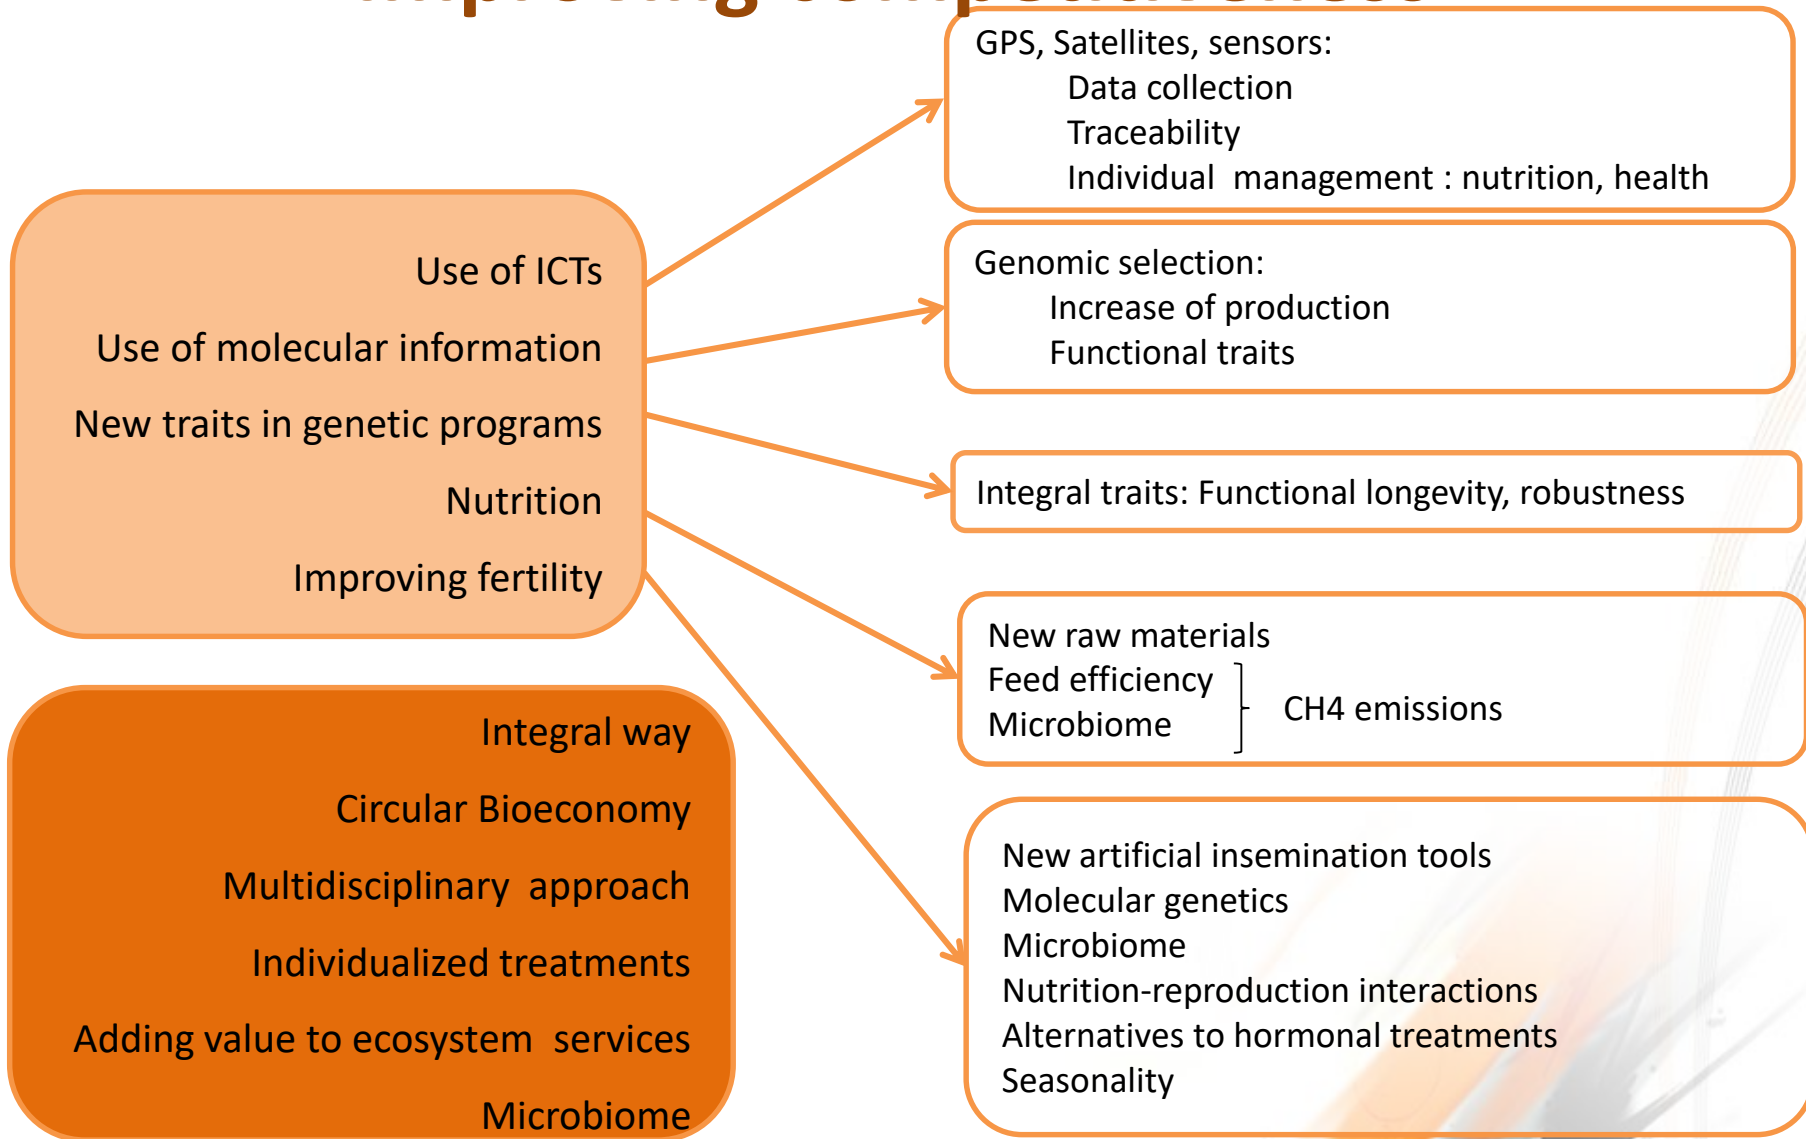 Improving competitiveness
GPS, Satellites, sensors:
Data collection
Traceability
Individual management : nutrition, health
Use of ICTs
Use of molecular information
New traits in genetic programs
Nutrition
Improving fertility
Genomic selection:
Increase of production
Functional traits
Integral traits: Functional longevity, robustness
New raw materials
Feed efficiency
Microbiome
CH4 emissions
Integral way
Circular Bioeconomy
Multidisciplinary approach
Individualized treatments
Adding value to ecosystem services
Microbiome
New artificial insemination tools
Molecular genetics
Microbiome
Nutrition-reproduction interactions
Alternatives to hormonal treatments
Seasonality